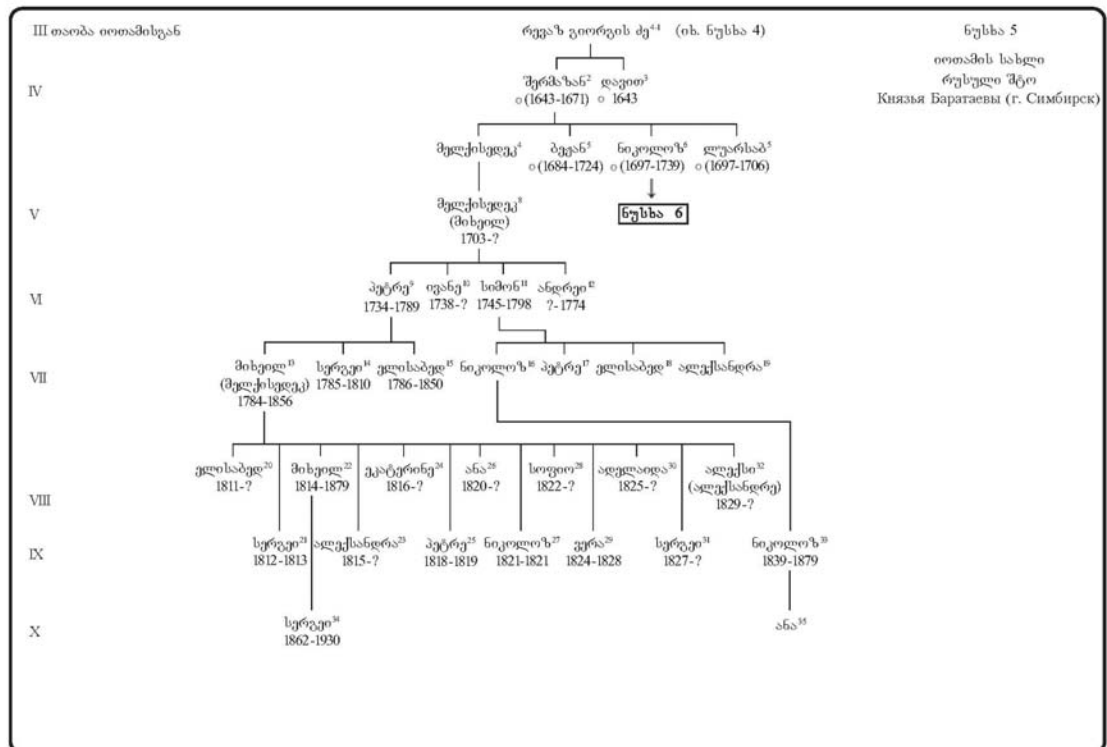 III თაობა იოთამისგან
რევაზ გიორგის ძე⁴⁻¹ (იხ. ნუსხა 4)
ნუსხა 5
იოთამის სახლი
რუსული შტო
Князья Баратаевы (г. Симбирск)
IV
შერმაზან² დავით³
○ (1643-1671) ○ 1643
მელქისედეკ⁴ ბეჟან⁵ ნიკოლოზ⁶ ლუარსაბ⁵
○ (1684-1724) ○ (1697-1739) ○ (1697-1706)
V
მელქისედეკ⁸
(მიხეილ)
1703-?
ნუსხა 6
VI
პეტრე⁹ ივანე¹⁰ სიმონ¹¹ ანდრეი¹²
1734-1789 1738-? 1745-1798 ?-1774
VII
მიხეილ¹³ სერგეი¹⁴ ელისაბედ¹⁵ ნიკოლოზ¹⁶ პეტრე¹⁷ ელისაბედ¹⁸ ალექსანდრა¹⁹
(მელქისედეკ) 1785-1810 1786-1850
1784-1856
VIII
ელისაბედ²⁰ მიხეილ²² ეკატერინე²⁴ ანა²⁶ სოფიო²⁸ ადელაიდა³⁰ ალექსი³²
1811-? 1814-1879 1816-? 1820-? 1822-? 1825-? (ალექსანდრე)
1829-?
IX
სერგეი²¹ ალექსანდრა²³ პეტრე²⁵ ნიკოლოზ²⁷ ვერა²⁹ სერგეი³¹ ნიკოლოზ³³
1812-1813 1815-? 1818-1819 1821-1821 1824-1828 1827-? 1839-1879
X
სერგეი³⁴ ანა³⁵
1862-1930